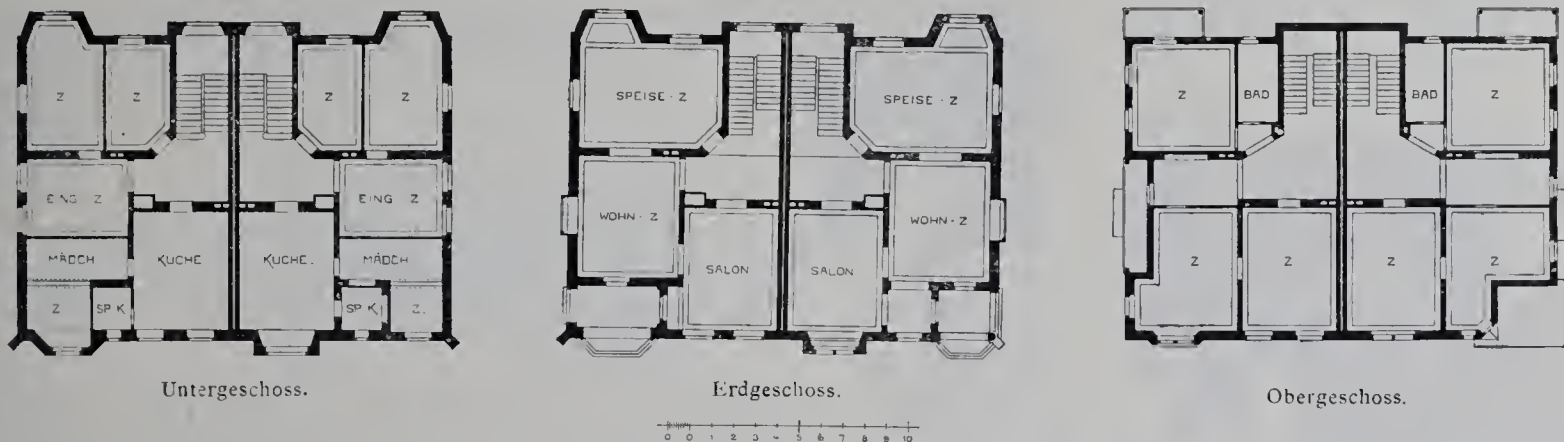 Z Z Z Z
EING Z EING Z
MÄDCH KUCHE KUCHE. MÄDCH
Z SP K SP K Z.
Untergeschoss.
SPEISE - Z SPEISE - Z
WOHN - Z WOHN - Z
SALON SALON
Erdgeschoss.
Z BAD BAD Z
Z Z Z Z
Obergeschoss.
0 0 1 2 3 4 5 6 7 8 9 10